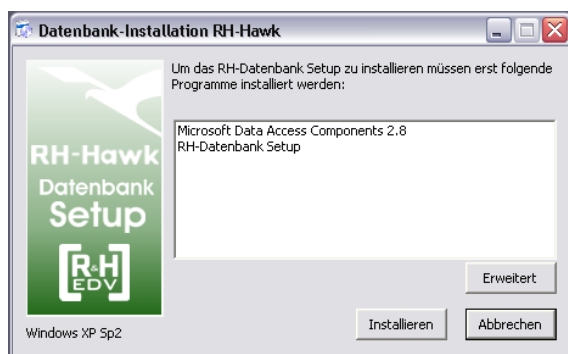 Datenbank-Installation RH-Hawk
Um das RH-Datenbank Setup zu installieren müssen erst folgende
Programme installiert werden:
Microsoft Data Access Components 2.8
RH-Datenbank Setup
RH-Hawk
Datenbank
Setup
R&H
EDV
Erweitert
Windows XP Sp2
Installieren
Abbrechen